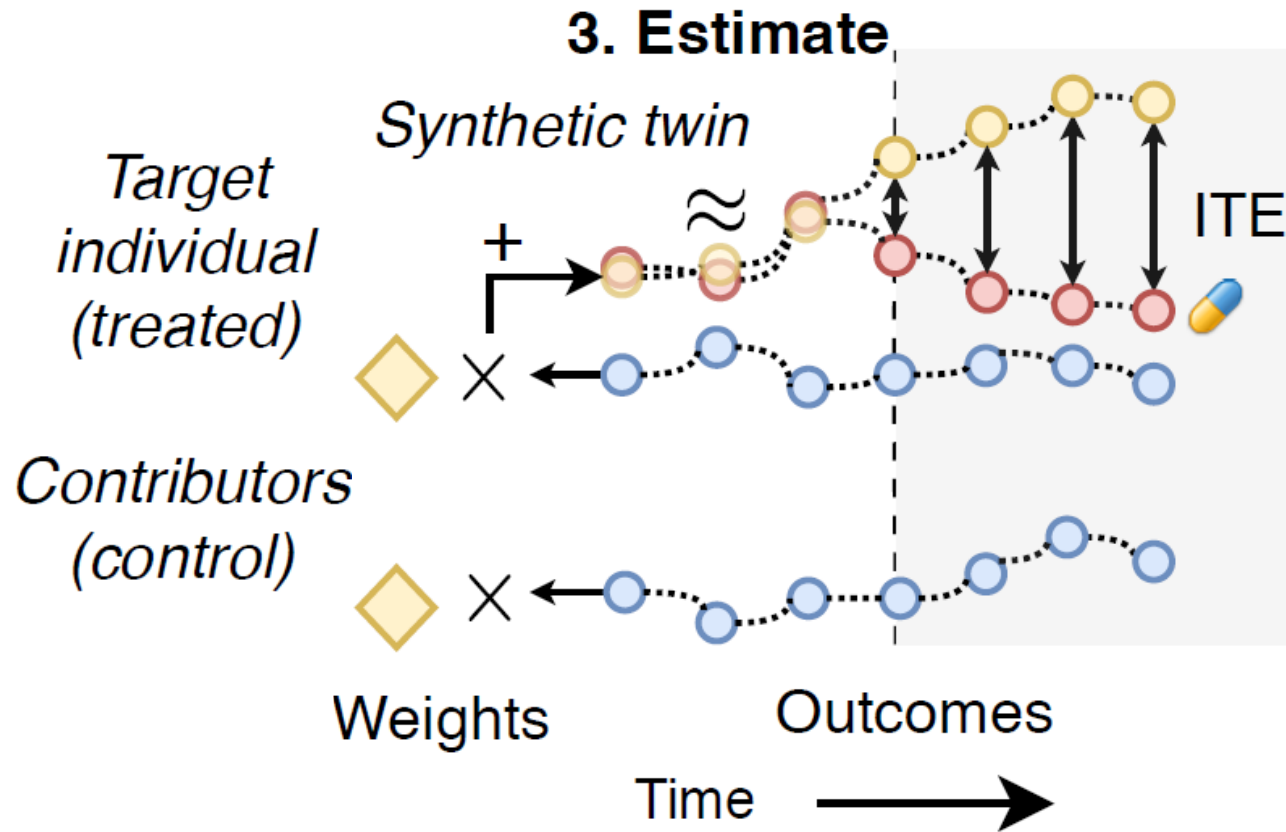 3. Estimate
Synthetic twin
Target
individual
(treated)
+
≈
ITE
Contributors
(control)
Weights
Outcomes
Time